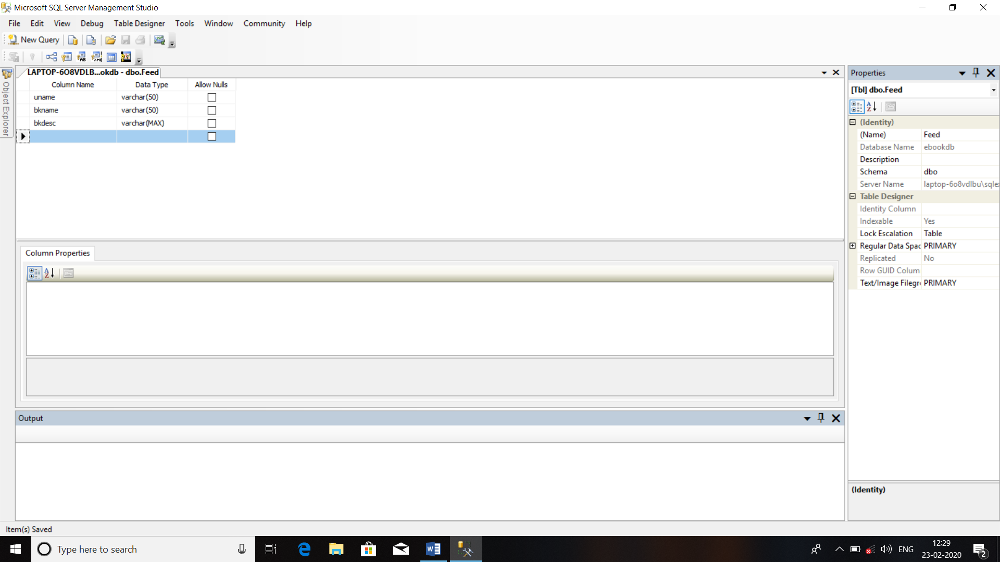 Microsoft SQL Server Management Studio
File Edit View Debug Table Designer Tools Window Community Help
New Query
Object Explorer
LAPTOP-6O8VDLB...okdb - dbo.Feed
Column Name Data Type Allow Nulls
uname varchar(50)
bkname varchar(50)
bkdesc varchar(MAX)
Column Properties
Output
Properties
[Tbl] dbo.Feed
(Identity)
(Name) Feed
Database Name ebookdb
Description
Schema dbo
Server Name laptop-6o8vdlbu\sqlex
Table Designer
Identity Column
Indexable Yes
Lock Escalation Table
Regular Data Spac PRIMARY
Replicated No
Row GUID Colum
Text/Image Filegr PRIMARY
(Identity)
Item(s) Saved
Type here to search
ENG
12:29
23-02-2020
2